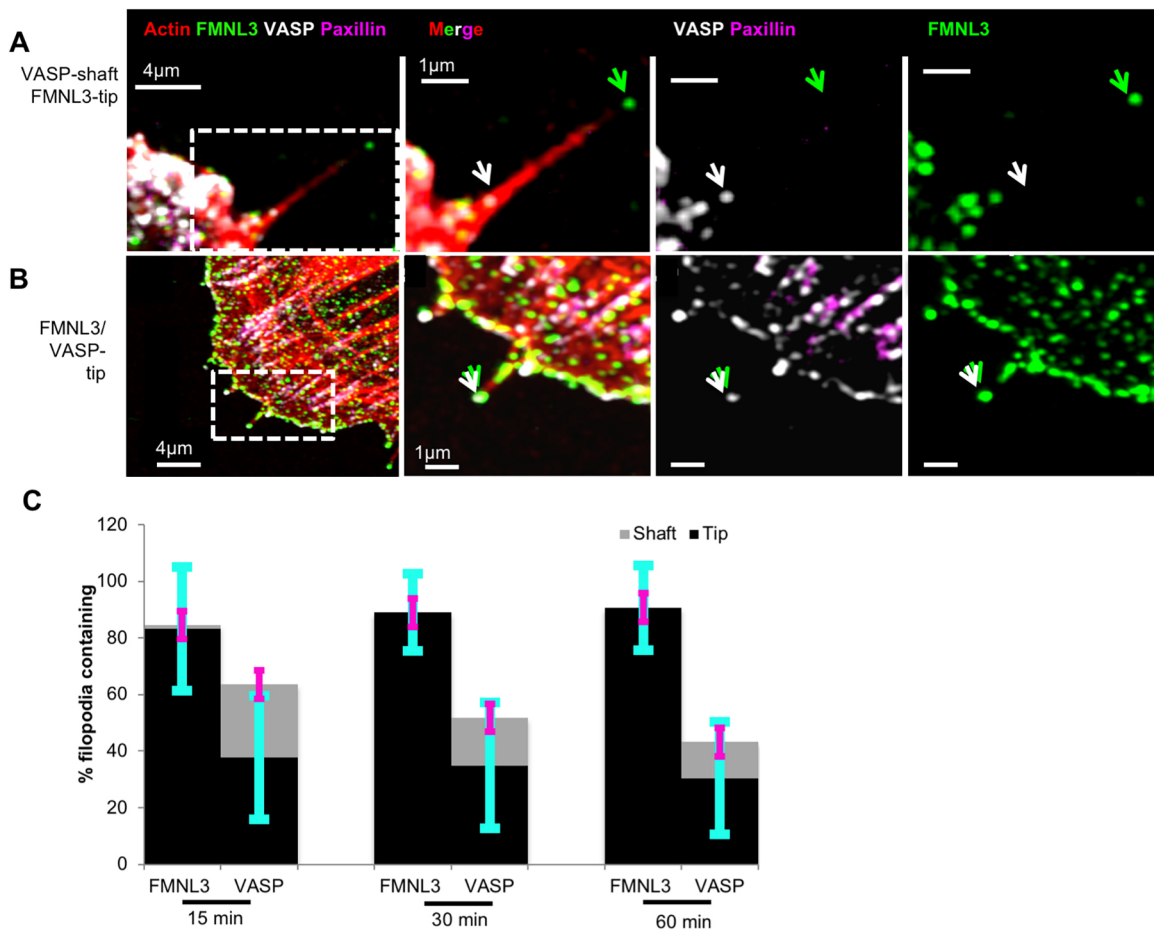 Actin FMNL3 VASP Paxillin
Merge
VASP Paxillin
FMNL3
A
VASP-shaft
FMNL3-tip
4µm
1µm
B
FMNL3/
VASP-
tip
4µm
1µm
C
% filopodia containing
120
100
80
60
40
20
0
Shaft
Tip
FMNL3
VASP
FMNL3
VASP
FMNL3
VASP
15 min
30 min
60 min